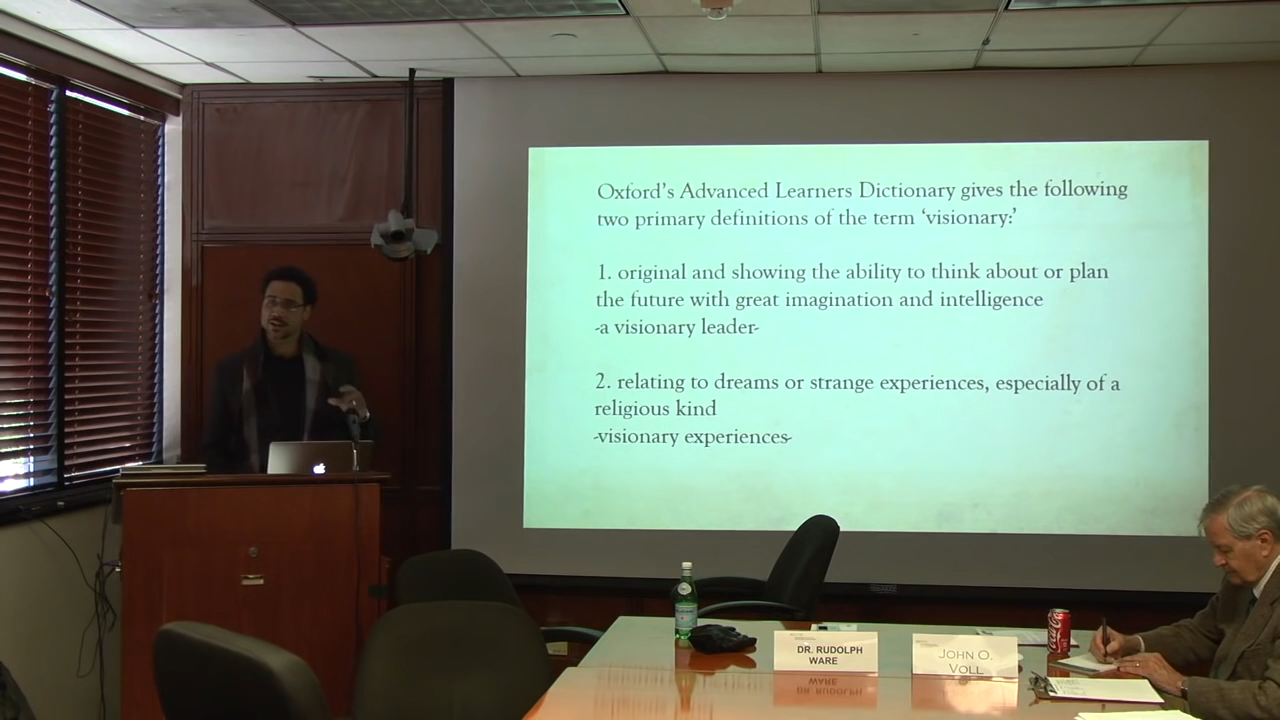 Oxford's Advanced Learners Dictionary gives the following
two primary definitions of the term 'visionary:'
1. original and showing the ability to think about or plan
the future with great imagination and intelligence
-a visionary leader-
2. relating to dreams or strange experiences, especially of a
religious kind
-visionary experiences-
DR. RUDOLPH
WARE
JOHN O.
VOLL
Coca-Cola